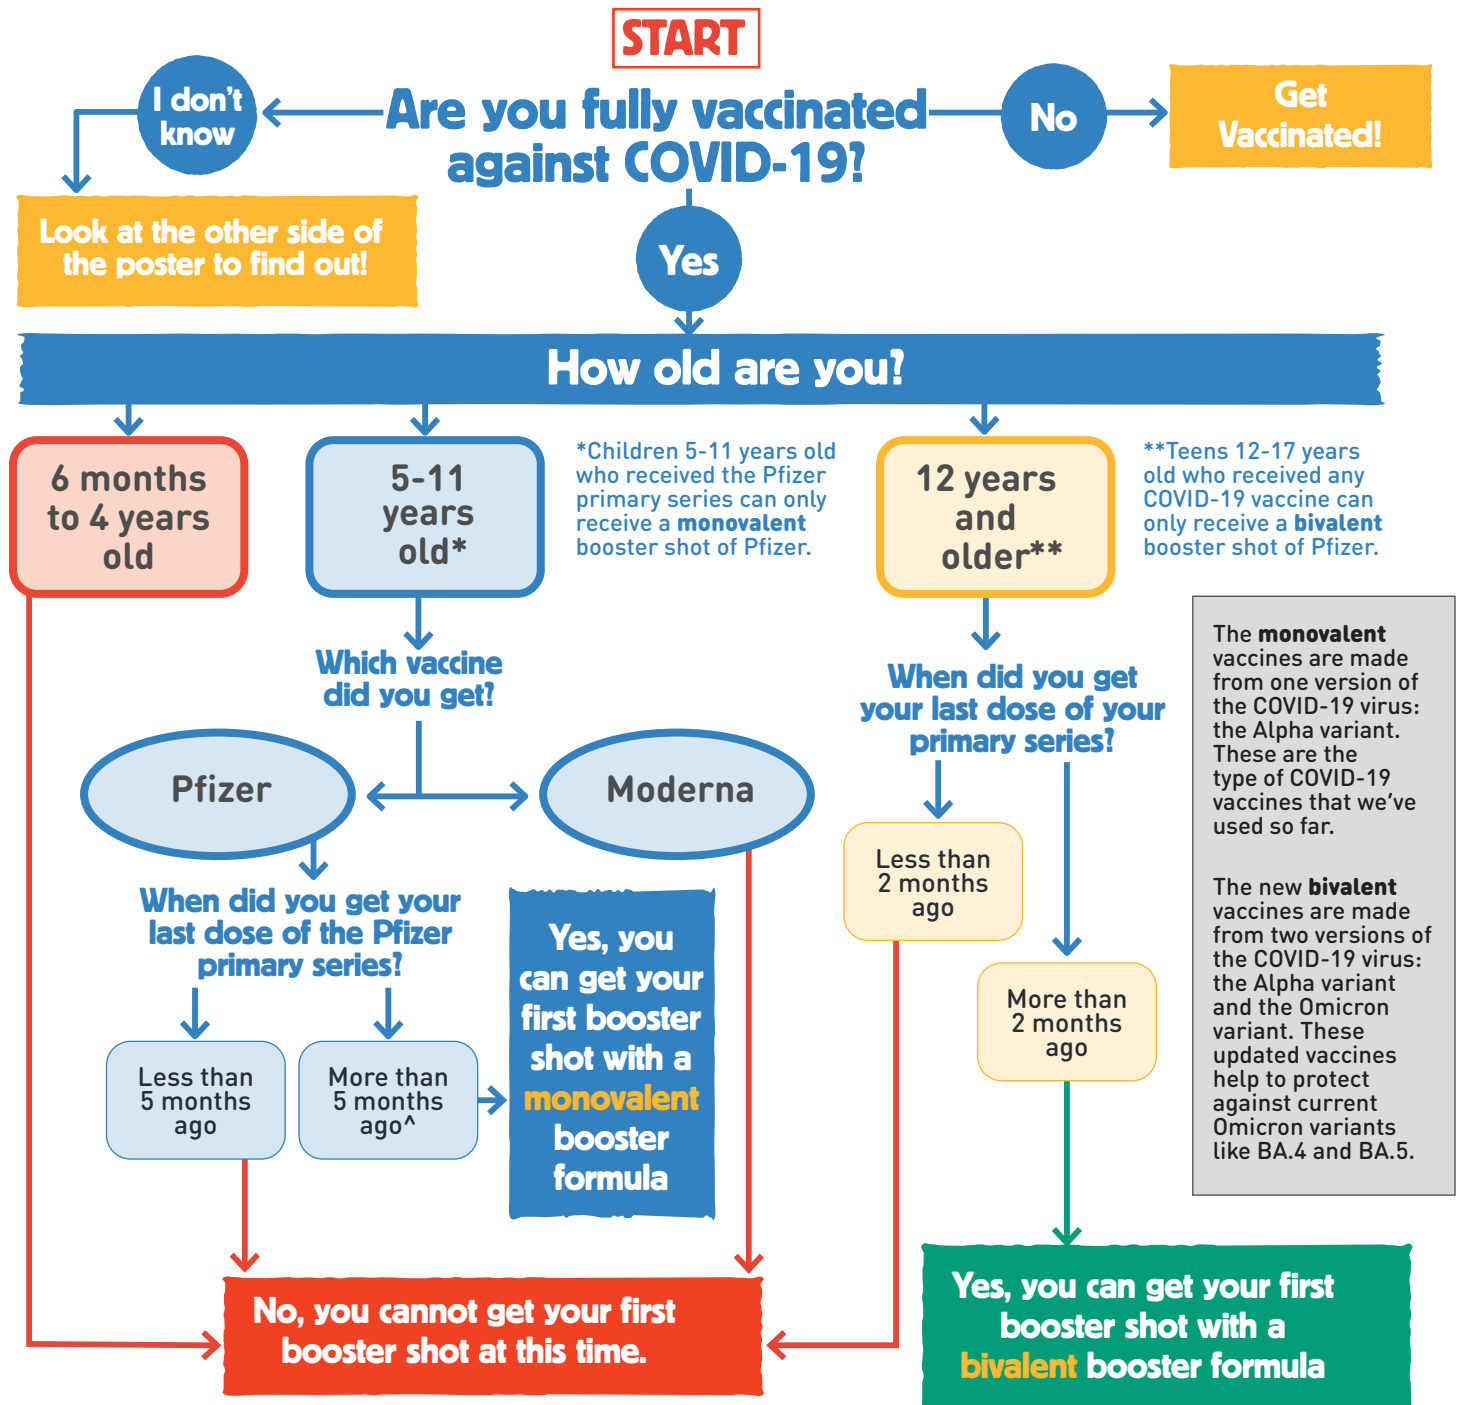 START
Are you fully vaccinated
against COVID-19?
I don't
know
No
Get
Vaccinated!
Look at the other side of
the poster to find out!
Yes
How old are you?
6 months
to 4 years
old
5-11
years
old*
*Children 5-11 years old
who received the Pfizer
primary series can only
receive a monovalent
booster shot of Pfizer.
12 years
and
older**
**Teens 12-17 years
old who received any
COVID-19 vaccine can
only receive a bivalent
booster shot of Pfizer.
Which vaccine
did you get?
Pfizer
Moderna
When did you get your
last dose of the Pfizer
primary series?
Less than
5 months
ago
More than
5 months
ago^
Yes, you
can get your
first booster
shot with a
monovalent
booster
formula
When did you get
your last dose of your
primary series?
Less than
2 months
ago
More than
2 months
ago
The monovalent
vaccines are made
from one version of
the COVID-19 virus:
the Alpha variant.
These are the
type of COVID-19
vaccines that we've
used so far.
The new bivalent
vaccines are made
from two versions of
the COVID-19 virus:
the Alpha variant
and the Omicron
variant. These
updated vaccines
help to protect
against current
Omicron variants
like BA.4 and BA.5.
No, you cannot get your first
booster shot at this time.
Yes, you can get your first
booster shot with a
bivalent booster formula